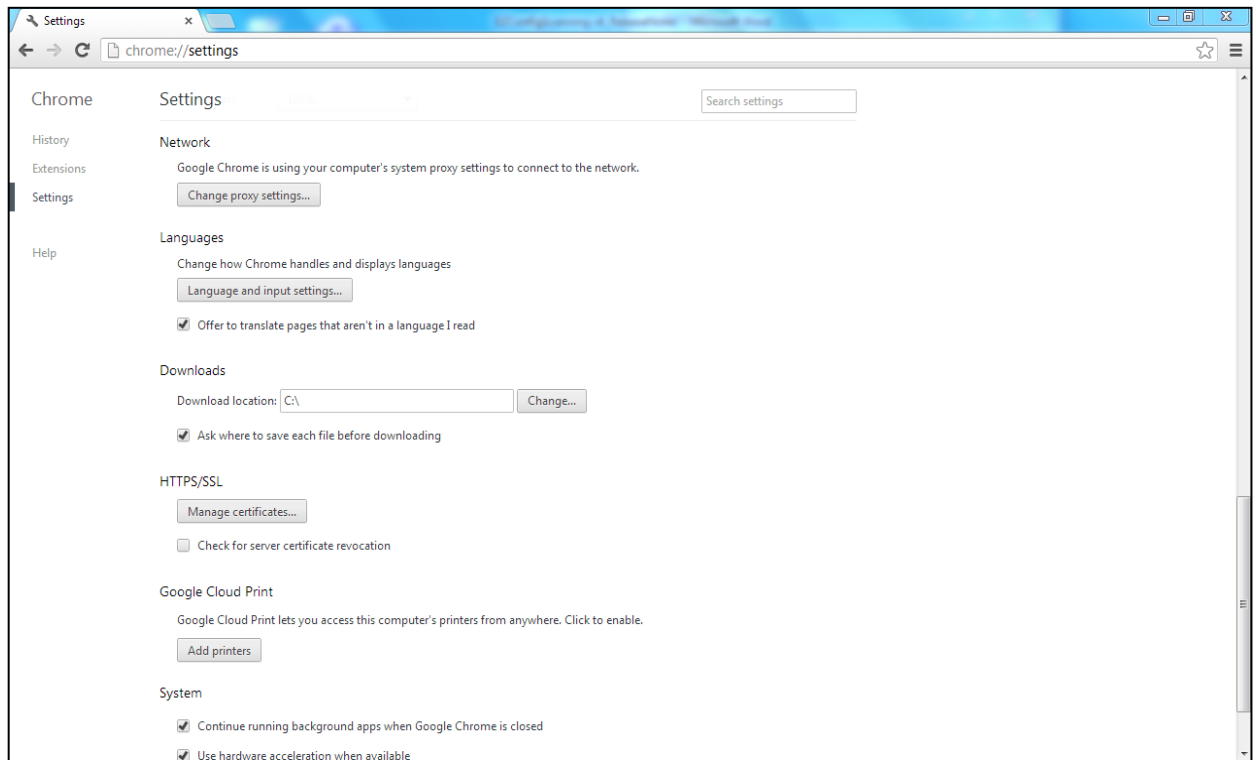 Settings
chrome://settings
Chrome
Settings
Search settings
History
Extensions
Settings
Help
Network
Google Chrome is using your computer's system proxy settings to connect to the network.
Change proxy settings...
Languages
Change how Chrome handles and displays languages
Language and input settings...
Offer to translate pages that aren't in a language I read
Downloads
Download location: C:\ Change...
Ask where to save each file before downloading
HTTPS/SSL
Manage certificates...
Check for server certificate revocation
Google Cloud Print
Google Cloud Print lets you access this computer's printers from anywhere. Click to enable.
Add printers
System
Continue running background apps when Google Chrome is closed
Use hardware acceleration when available